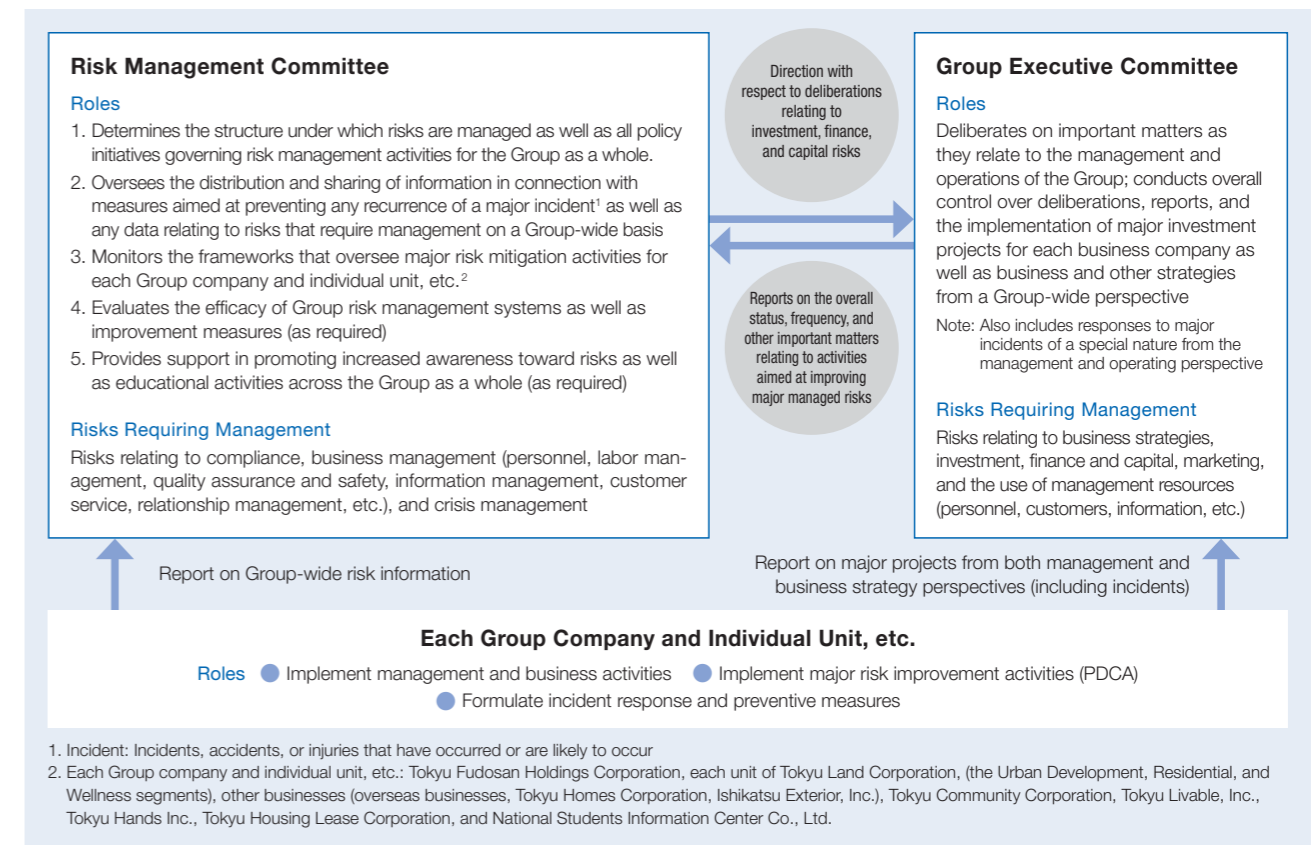 Risk Management Committee
Roles
1. Determines the structure under which risks are managed as well as all policy
initiatives governing risk management activities for the Group as a whole.
2. Oversees the distribution and sharing of information in connection with
measures aimed at preventing any recurrence of a major incident1 as well as
any data relating to risks that require management on a Group-wide basis
3. Monitors the frameworks that oversee major risk mitigation activities for
each Group company and individual unit, etc.2
4. Evaluates the efficacy of Group risk management systems as well as
improvement measures (as required)
5. Provides support in promoting increased awareness toward risks as well
as educational activities across the Group as a whole (as required)
Risks Requiring Management
Risks relating to compliance, business management (personnel, labor man-
agement, quality assurance and safety, information management, customer
service, relationship management, etc.), and crisis management
Direction with
respect to deliberations
relating to
investment, finance,
and capital risks
Reports on the overall
status, frequency, and
other important matters
relating to activities
aimed at improving
major managed risks
Group Executive Committee
Roles
Deliberates on important matters as
they relate to the management and
operations of the Group; conducts overall
control over deliberations, reports, and
the implementation of major investment
projects for each business company as
well as business and other strategies
from a Group-wide perspective
Note: Also includes responses to major
incidents of a special nature from the
management and operating perspective
Risks Requiring Management
Risks relating to business strategies,
investment, finance and capital, marketing,
and the use of management resources
(personnel, customers, information, etc.)
Report on Group-wide risk information
Report on major projects from both management and
business strategy perspectives (including incidents)
Each Group Company and Individual Unit, etc.
Roles Implement management and business activities Implement major risk improvement activities (PDCA)
Formulate incident response and preventive measures
1. Incident: Incidents, accidents, or injuries that have occurred or are likely to occur
2. Each Group company and individual unit, etc.: Tokyu Fudosan Holdings Corporation, each unit of Tokyu Land Corporation, (the Urban Development, Residential, and
Wellness segments), other businesses (overseas businesses, Tokyu Homes Corporation, Ishikatsu Exterior, Inc.), Tokyu Community Corporation, Tokyu Livable, Inc.,
Tokyu Hands Inc., Tokyu Housing Lease Corporation, and National Students Information Center Co., Ltd.